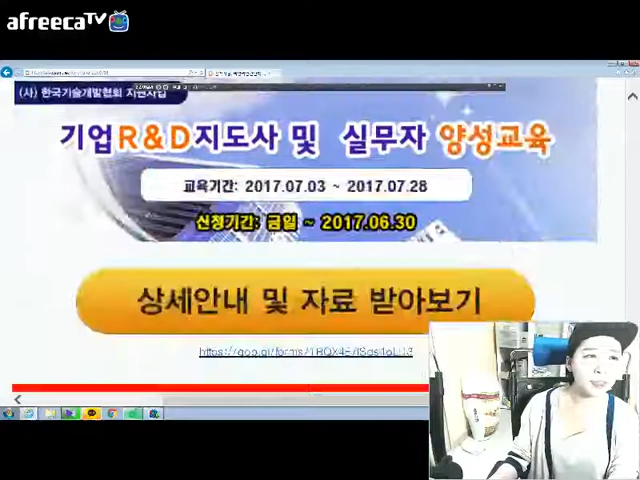 afreecaTV
(사) 한국기술개발협회 지원사업
기업R&D지도사 및 실무자 양성교육
교육기간: 2017.07.03 ~ 2017.07.28
신청기간: 금일 ~ 2017.06.30
상세안내 및 자료 받아보기